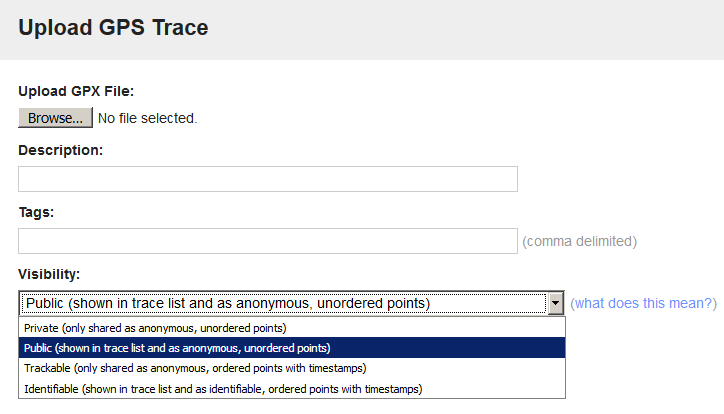 Upload GPS Trace
Upload GPX File:
Browse... No file selected.
Description:
Tags:
(comma delimited)
Visibility:
Public (shown in trace list and as anonymous, unordered points) (what does this mean?)
Private (only shared as anonymous, unordered points)
Public (shown in trace list and as anonymous, unordered points)
Trackable (only shared as anonymous, ordered points with timestamps)
Identifiable (shown in trace list and as identifiable, ordered points with timestamps)